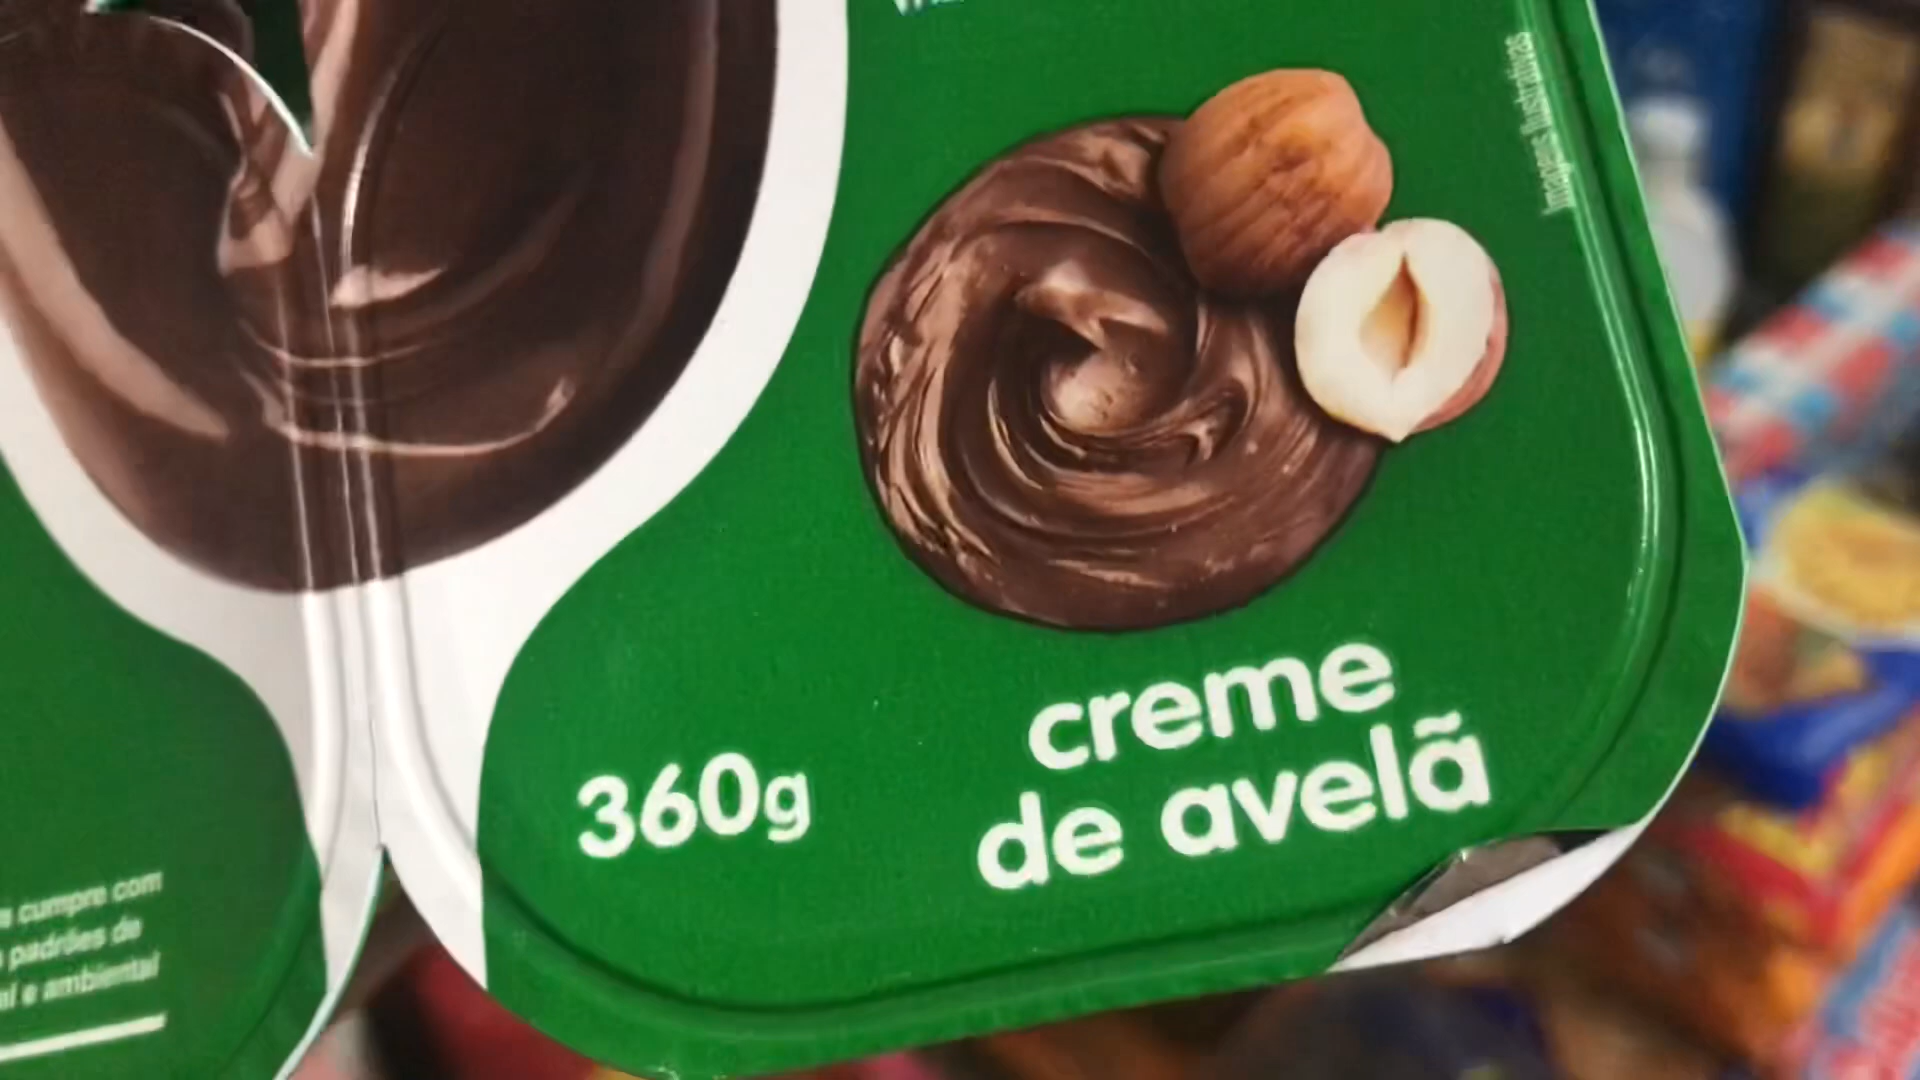 Imagens ilustrativas
creme
de avelã
360g
cumpre com
padrões de
e ambiental